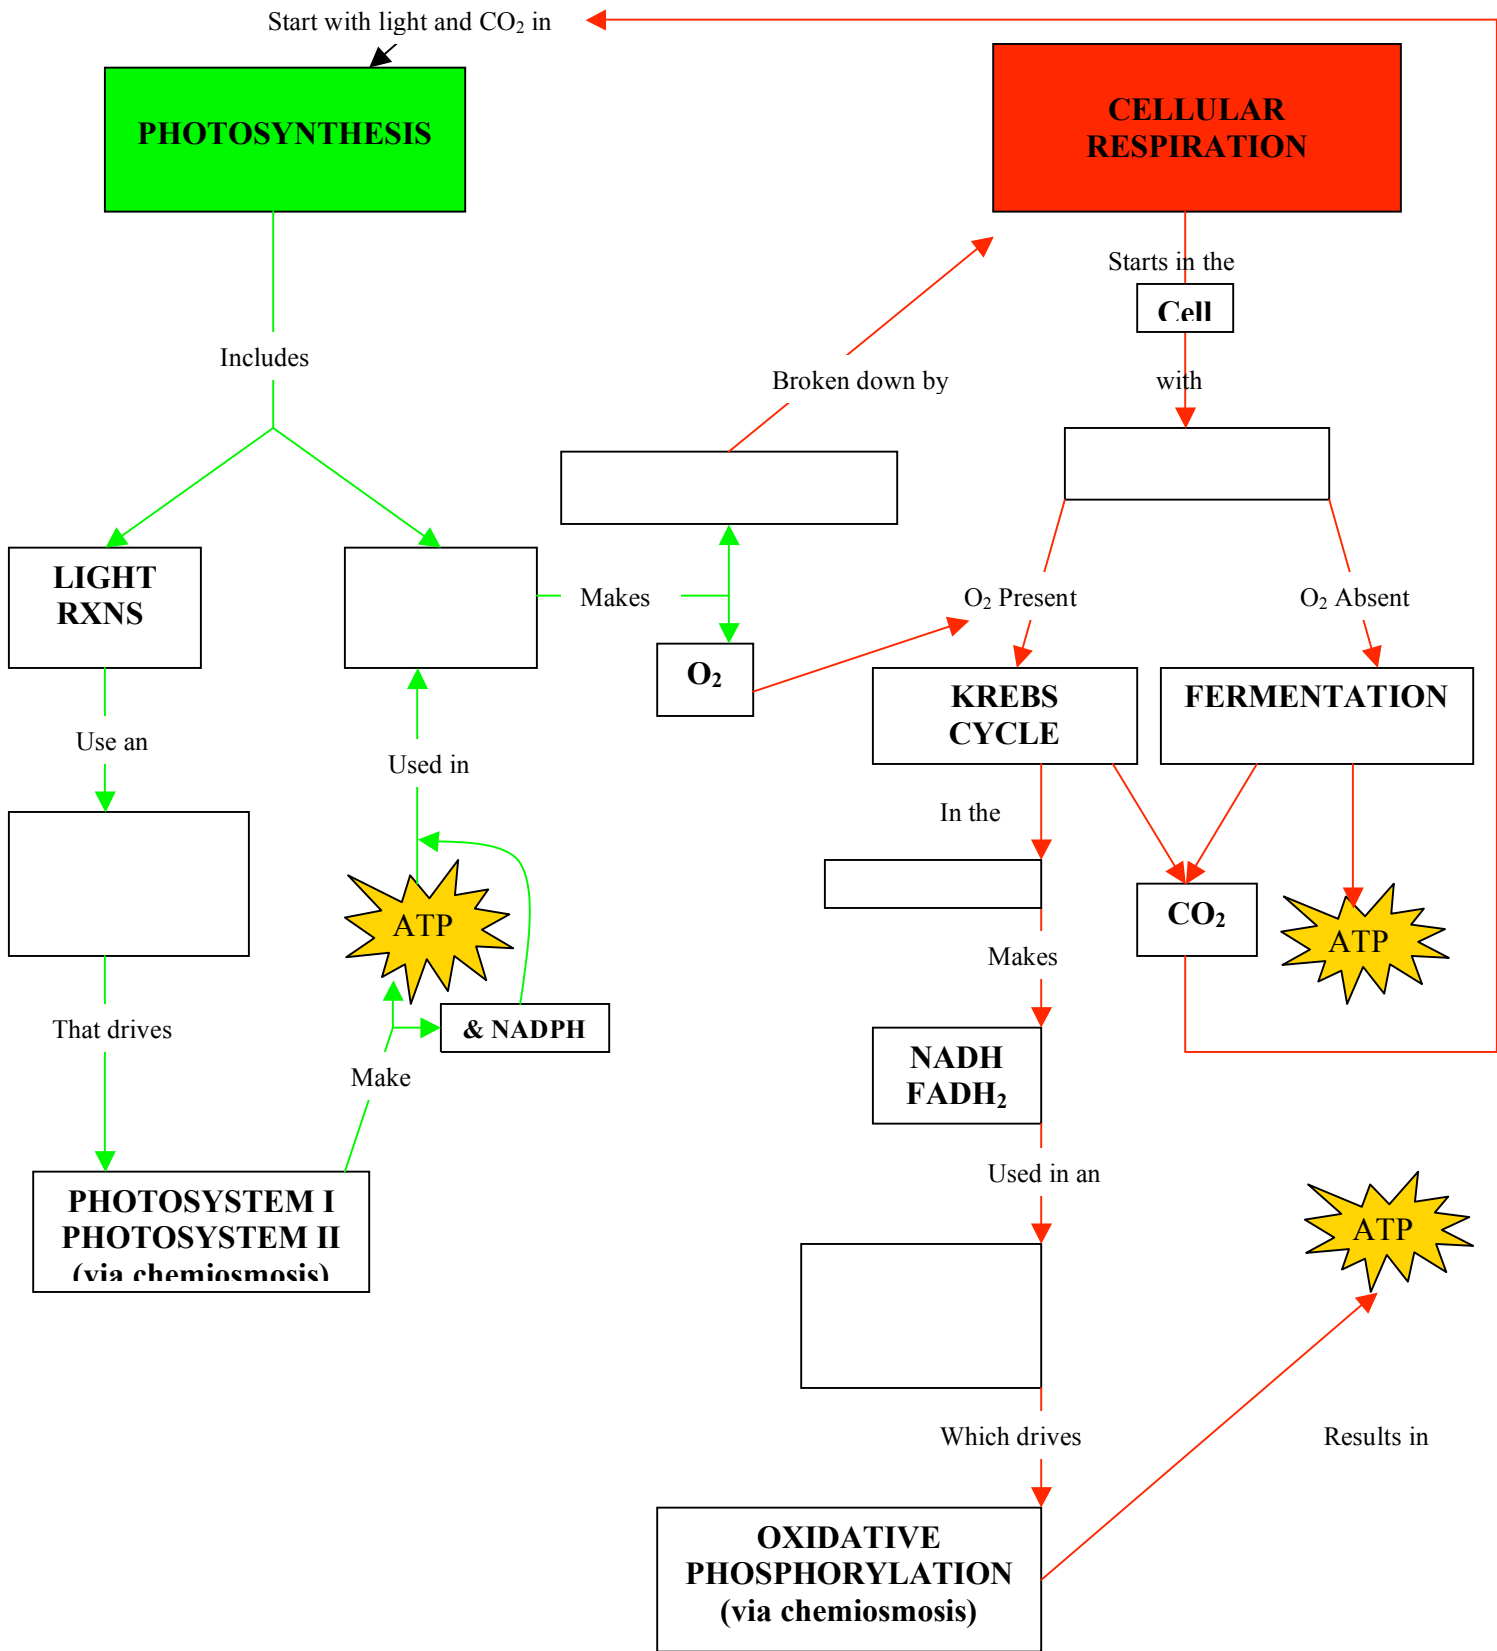 Start with light and CO₂ in
PHOTOSYNTHESIS
CELLULAR
RESPIRATION
Starts in the
Cell
Includes
Broken down by
with
LIGHT
RXNS
Makes
O₂ Present
O₂ Absent
O₂
KREBS
CYCLE
FERMENTATION
Use an
Used in
In the
ATP
CO₂
ATP
Makes
That drives
& NADPH
Make
NADH
FADH₂
Used in an
PHOTOSYSTEM I
PHOTOSYSTEM II
(via chemiosmosis)
ATP
Which drives
Results in
OXIDATIVE
PHOSPHORYLATION
(via chemiosmosis)